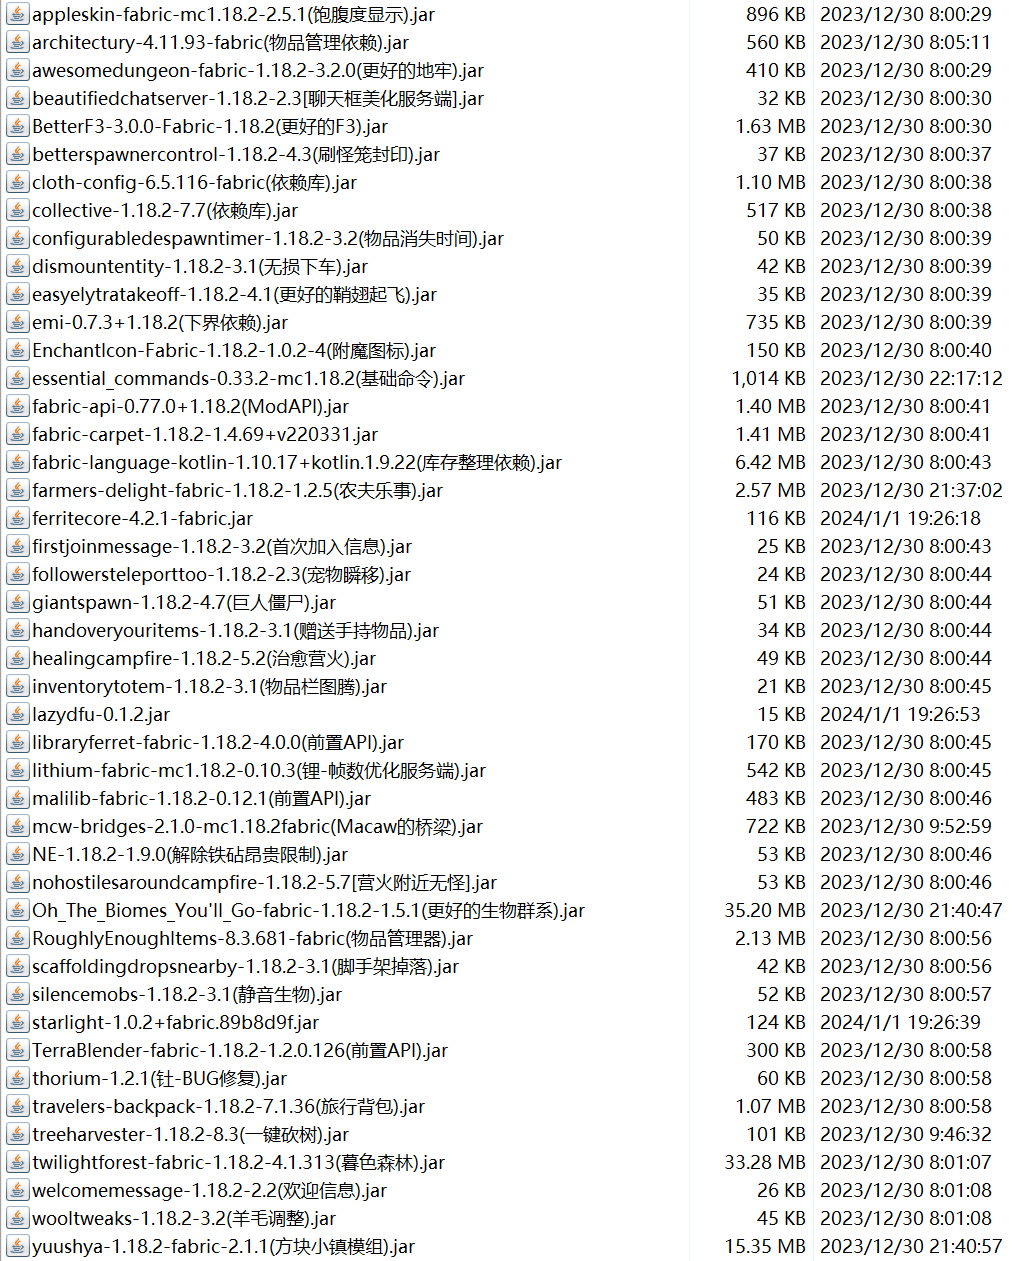 appleskin-fabric-mc1.18.2-2.5.1(饱腹度显示).jar 896 KB 2023/12/30 8:00:29
architectury-4.11.93-fabric(物品管理依赖).jar 560 KB 2023/12/30 8:05:11
awesomedungeon-fabric-1.18.2-3.2.0(更好的地牢).jar 410 KB 2023/12/30 8:00:29
beautifiedchatserver-1.18.2-2.3[聊天框美化服务端].jar 32 KB 2023/12/30 8:00:30
BetterF3-3.0.0-Fabric-1.18.2(更好的F3).jar 1.63 MB 2023/12/30 8:00:30
betterspawnercontrol-1.18.2-4.3(刷怪笼封印).jar 37 KB 2023/12/30 8:00:37
cloth-config-6.5.116-fabric(依赖库).jar 1.10 MB 2023/12/30 8:00:38
collective-1.18.2-7.7(依赖库).jar 517 KB 2023/12/30 8:00:38
configurabledespawntimer-1.18.2-3.2(物品消失时间).jar 50 KB 2023/12/30 8:00:39
dismountentity-1.18.2-3.1(无损下车).jar 42 KB 2023/12/30 8:00:39
easyelytratakeoff-1.18.2-4.1(更好的鞘翅起飞).jar 35 KB 2023/12/30 8:00:39
emi-0.7.3+1.18.2(下界依赖).jar 735 KB 2023/12/30 8:00:39
EnchantIcon-Fabric-1.18.2-1.0.2-4(附魔图标).jar 150 KB 2023/12/30 8:00:40
essential_commands-0.33.2-mc1.18.2(基础命令).jar 1,014 KB 2023/12/30 22:17:12
fabric-api-0.77.0+1.18.2(ModAPI).jar 1.40 MB 2023/12/30 8:00:41
fabric-carpet-1.18.2-1.4.69+v220331.jar 1.41 MB 2023/12/30 8:00:41
fabric-language-kotlin-1.10.17+kotlin.1.9.22(库存整理依赖).jar 6.42 MB 2023/12/30 8:00:43
farmers-delight-fabric-1.18.2-1.2.5(农夫乐事).jar 2.57 MB 2023/12/30 21:37:02
ferritecore-4.2.1-fabric.jar 116 KB 2024/1/1 19:26:18
firstjoinmessage-1.18.2-3.2(首次加入信息).jar 25 KB 2023/12/30 8:00:43
followersteleporttoo-1.18.2-2.3(宠物瞬移).jar 24 KB 2023/12/30 8:00:44
giantspawn-1.18.2-4.7(巨人僵尸).jar 51 KB 2023/12/30 8:00:44
handoveryouritems-1.18.2-3.1(赠送手持物品).jar 34 KB 2023/12/30 8:00:44
healingcampfire-1.18.2-5.2(治愈营火).jar 49 KB 2023/12/30 8:00:44
inventorytotem-1.18.2-3.1(物品栏图腾).jar 21 KB 2023/12/30 8:00:45
lazydfu-0.1.2.jar 15 KB 2024/1/1 19:26:53
libraryferret-fabric-1.18.2-4.0.0(前置API).jar 170 KB 2023/12/30 8:00:45
lithium-fabric-mc1.18.2-0.10.3(锂-帧数优化服务端).jar 542 KB 2023/12/30 8:00:45
malilib-fabric-1.18.2-0.12.1(前置API).jar 483 KB 2023/12/30 8:00:46
mcw-bridges-2.1.0-mc1.18.2fabric(Macaw的桥梁).jar 722 KB 2023/12/30 9:52:59
NE-1.18.2-1.9.0(解除铁砧昂贵限制).jar 53 KB 2023/12/30 8:00:46
nohostilesaroundcampfire-1.18.2-5.7[营火附近无怪].jar 53 KB 2023/12/30 8:00:46
Oh_The_Biomes_You'll_Go-fabric-1.18.2-1.5.1(更好的生物群系).jar 35.20 MB 2023/12/30 21:40:47
RoughlyEnoughItems-8.3.681-fabric(物品管理器).jar 2.13 MB 2023/12/30 8:00:56
scaffoldingdropsnearby-1.18.2-3.1(脚手架掉落).jar 42 KB 2023/12/30 8:00:56
silencemobs-1.18.2-3.1(静音生物).jar 52 KB 2023/12/30 8:00:57
starlight-1.0.2+fabric.89b8d9f.jar 124 KB 2024/1/1 19:26:39
TerraBlender-fabric-1.18.2-1.2.0.126(前置API).jar 300 KB 2023/12/30 8:00:58
thorium-1.2.1(钍-BUG修复).jar 60 KB 2023/12/30 8:00:58
travelers-backpack-1.18.2-7.1.36(旅行背包).jar 1.07 MB 2023/12/30 8:00:58
treeharvester-1.18.2-8.3(一键砍树).jar 101 KB 2023/12/30 9:46:32
twilightforest-fabric-1.18.2-4.1.313(暮色森林).jar 33.28 MB 2023/12/30 8:01:07
welcomemessage-1.18.2-2.2(欢迎信息).jar 26 KB 2023/12/30 8:01:08
wooltweaks-1.18.2-3.2(羊毛调整).jar 45 KB 2023/12/30 8:01:08
yuushya-1.18.2-fabric-2.1.1(方块小镇模组).jar 15.35 MB 2023/12/30 21:40:57